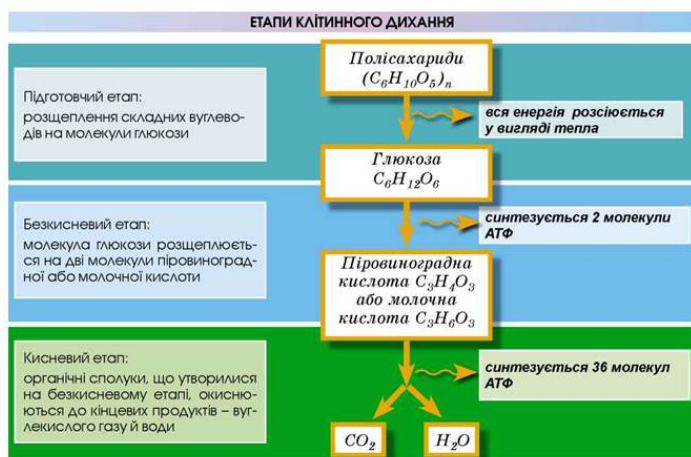 ЕТАПИ КЛІТИННОГО ДИХАННЯ
Підготовчий етап:
розщеплення складних вуглево-
дів на молекули глюкози
Полісахариди
(C₆H₁₀O₅)ₙ
вся енергія розсіюється
у вигляді тепла
Глюкоза
C₆H₁₂O₆
Безкисневий етап:
молекула глюкози розщеплюєть-
ся на дві молекули піровиноград-
ної або молочної кислоти
синтезується 2 молекули
АТФ
Піровиноградна
кислота C₃H₄O₃
або молочна
кислота C₃H₆O₃
Кисневий етап:
органічні сполуки, що утворилися
на безкисневому етапі, окисню-
ються до кінцевих продуктів – вуг-
лекислого газу й води
синтезується 36 молекул
АТФ
CO₂
H₂O